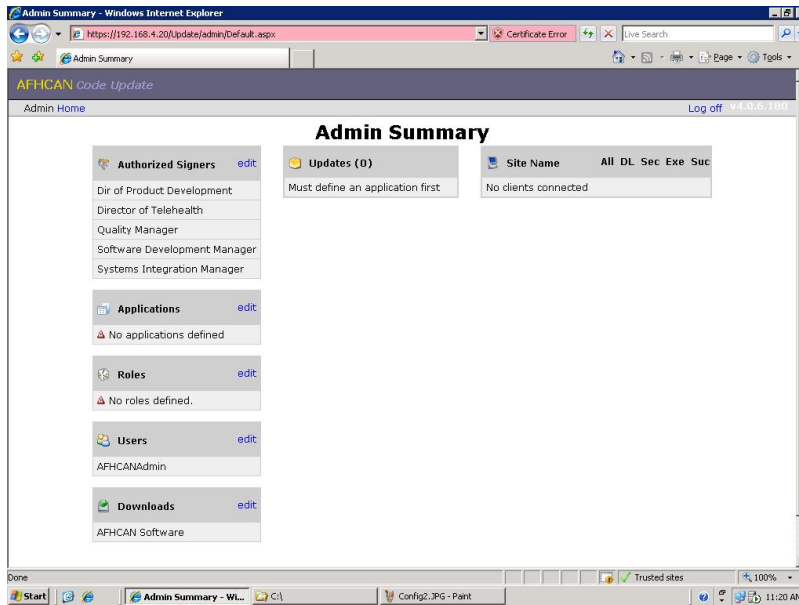 Admin Summary - Windows Internet Explorer
https://192.168.4.20/Update/admin/Default.aspx
Certificate Error
Live Search
Admin Summary
Page
Tools
AFHCAN Code Update
Admin Home
Log off v4.0.6.100
Admin Summary
Authorized Signers edit
Dir of Product Development
Director of Telehealth
Quality Manager
Software Development Manager
Systems Integration Manager
Applications edit
No applications defined
Roles edit
No roles defined.
Users edit
AFHCANAdmin
Downloads edit
AFHCAN Software
Updates (0)
Must define an application first
Site Name All DL Sec Exe Suc
No clients connected
Done
Trusted sites
100%
Start
Admin Summary - Wi...
C:\
Config2.JPG - Paint
11:20 AM